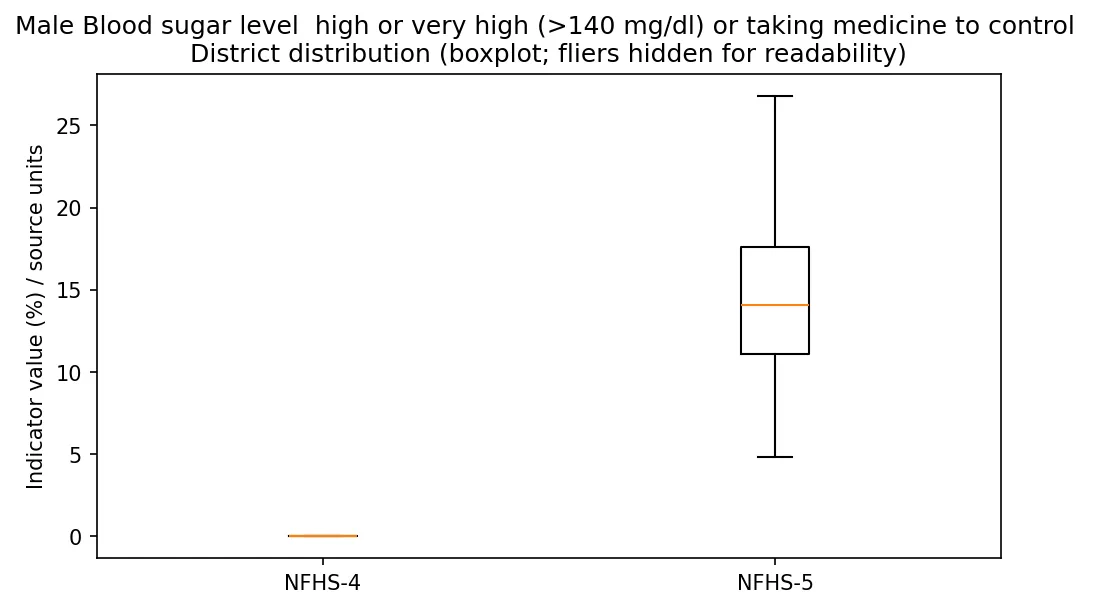 Male Blood sugar level  high or very high (>140 mg/dl) or taking medicine to control
District distribution (boxplot; fliers hidden for readability)
Indicator value (%) / source units
25
20
15
10
5
0
NFHS-4
NFHS-5